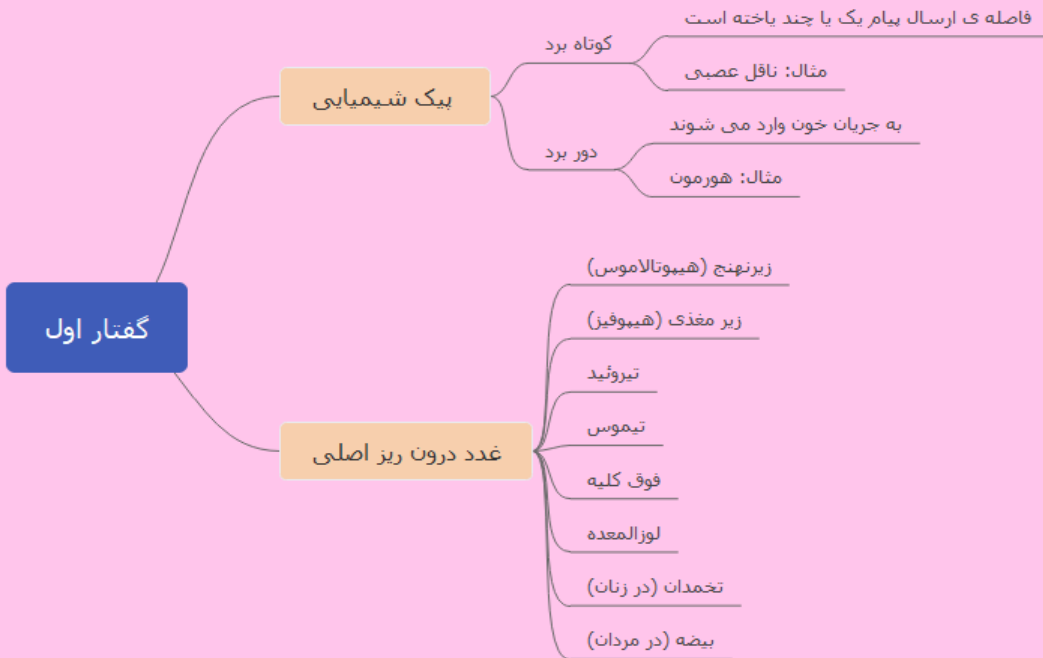 گفتار اول
پیک شیمیایی
کوتاه برد
فاصله ی ارسال پیام یک یا چند یاخته است
مثال: ناقل عصبی
دور برد
به جریان خون وارد می شوند
مثال: هورمون
غدد درون ریز اصلی
زیرنهنج (هیپوتالاموس)
زیر مغذی (هیپوفیز)
تیروئید
تیموس
فوق کلیه
لوزالمعده
تخمدان (در زنان)
بیضه (در مردان)